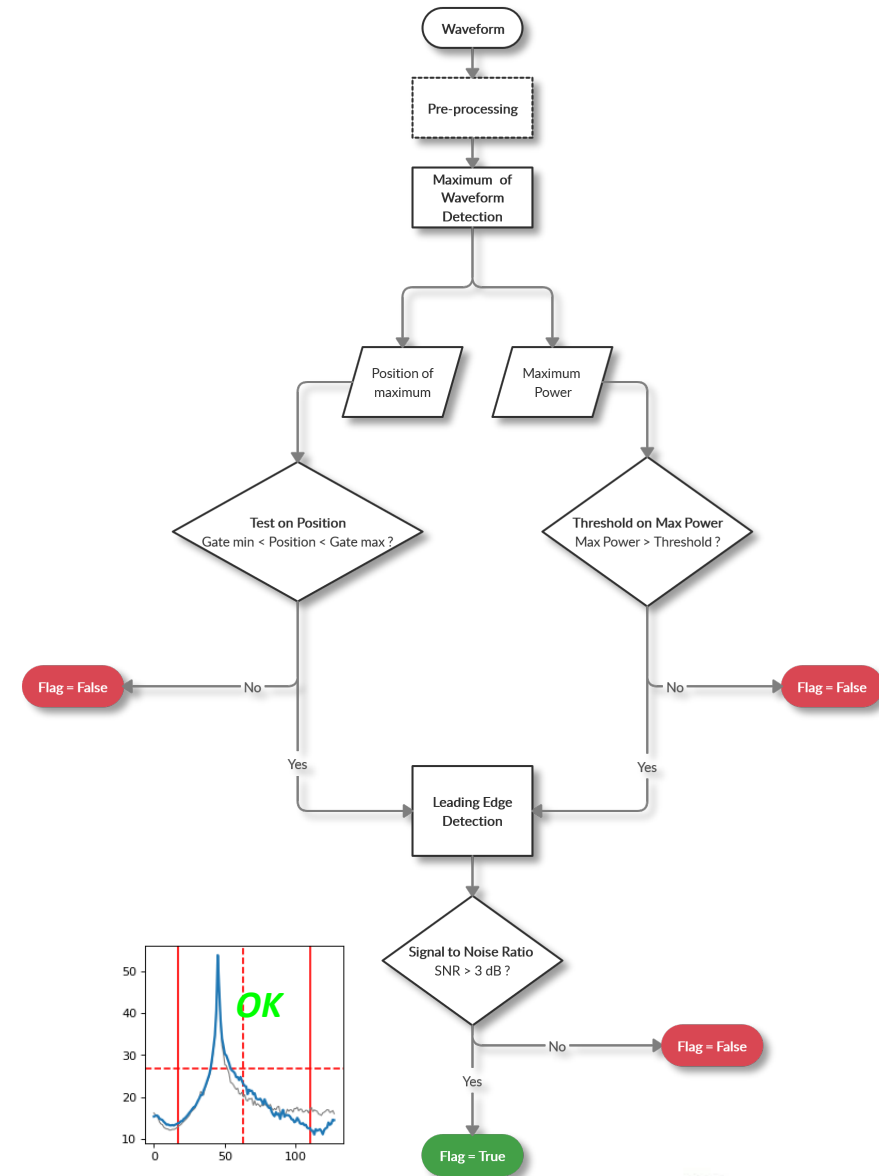 Waveform
Pre-processing
Maximum of
Waveform
Detection
Position of
maximum
Maximum
Power
Test on Position
Gate min < Position < Gate max ?
Threshold on Max Power
Max Power > Threshold ?
Flag = False
No
No
Flag = False
Yes
Yes
Leading Edge
Detection
Signal to Noise Ratio
SNR > 3 dB ?
No
Flag = False
Yes
Flag = True
OK
50
40
30
20
10
0
50
100